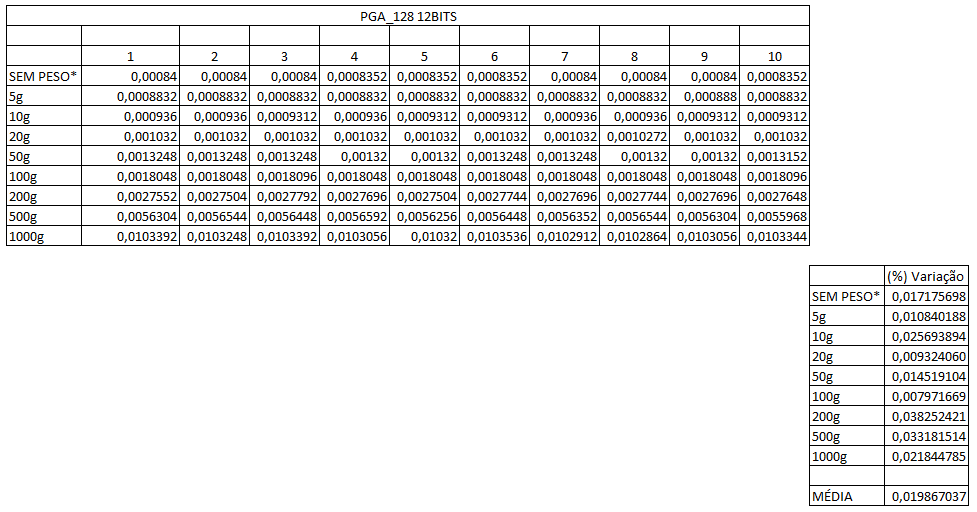 PGA_128 12BITS
1 2 3 4 5 6 7 8 9 10
SEM PESO* 0,00084 0,00084 0,00084 0,0008352 0,0008352 0,0008352 0,00084 0,00084 0,00084 0,0008352
5g 0,0008832 0,0008832 0,0008832 0,0008832 0,0008832 0,0008832 0,0008832 0,0008832 0,000888 0,0008832
10g 0,000936 0,000936 0,0009312 0,000936 0,0009312 0,0009312 0,000936 0,000936 0,0009312 0,0009312
20g 0,001032 0,001032 0,001032 0,001032 0,001032 0,001032 0,001032 0,0010272 0,001032 0,001032
50g 0,0013248 0,0013248 0,0013248 0,00132 0,00132 0,0013248 0,0013248 0,00132 0,00132 0,0013152
100g 0,0018048 0,0018048 0,0018096 0,0018048 0,0018048 0,0018048 0,0018048 0,0018048 0,0018048 0,0018096
200g 0,0027552 0,0027504 0,0027792 0,0027696 0,0027504 0,0027744 0,0027696 0,0027744 0,0027696 0,0027648
500g 0,0056304 0,0056544 0,0056448 0,0056592 0,0056256 0,0056448 0,0056352 0,0056544 0,0056304 0,0055968
1000g 0,0103392 0,0103248 0,0103392 0,0103056 0,01032 0,0103536 0,0102912 0,0102864 0,0103056 0,0103344
(%) Variação
SEM PESO* 0,017175698
5g 0,010840188
10g 0,025693894
20g 0,009324060
50g 0,014519104
100g 0,007971669
200g 0,038252421
500g 0,033181514
1000g 0,021844785
MÉDIA 0,019867037